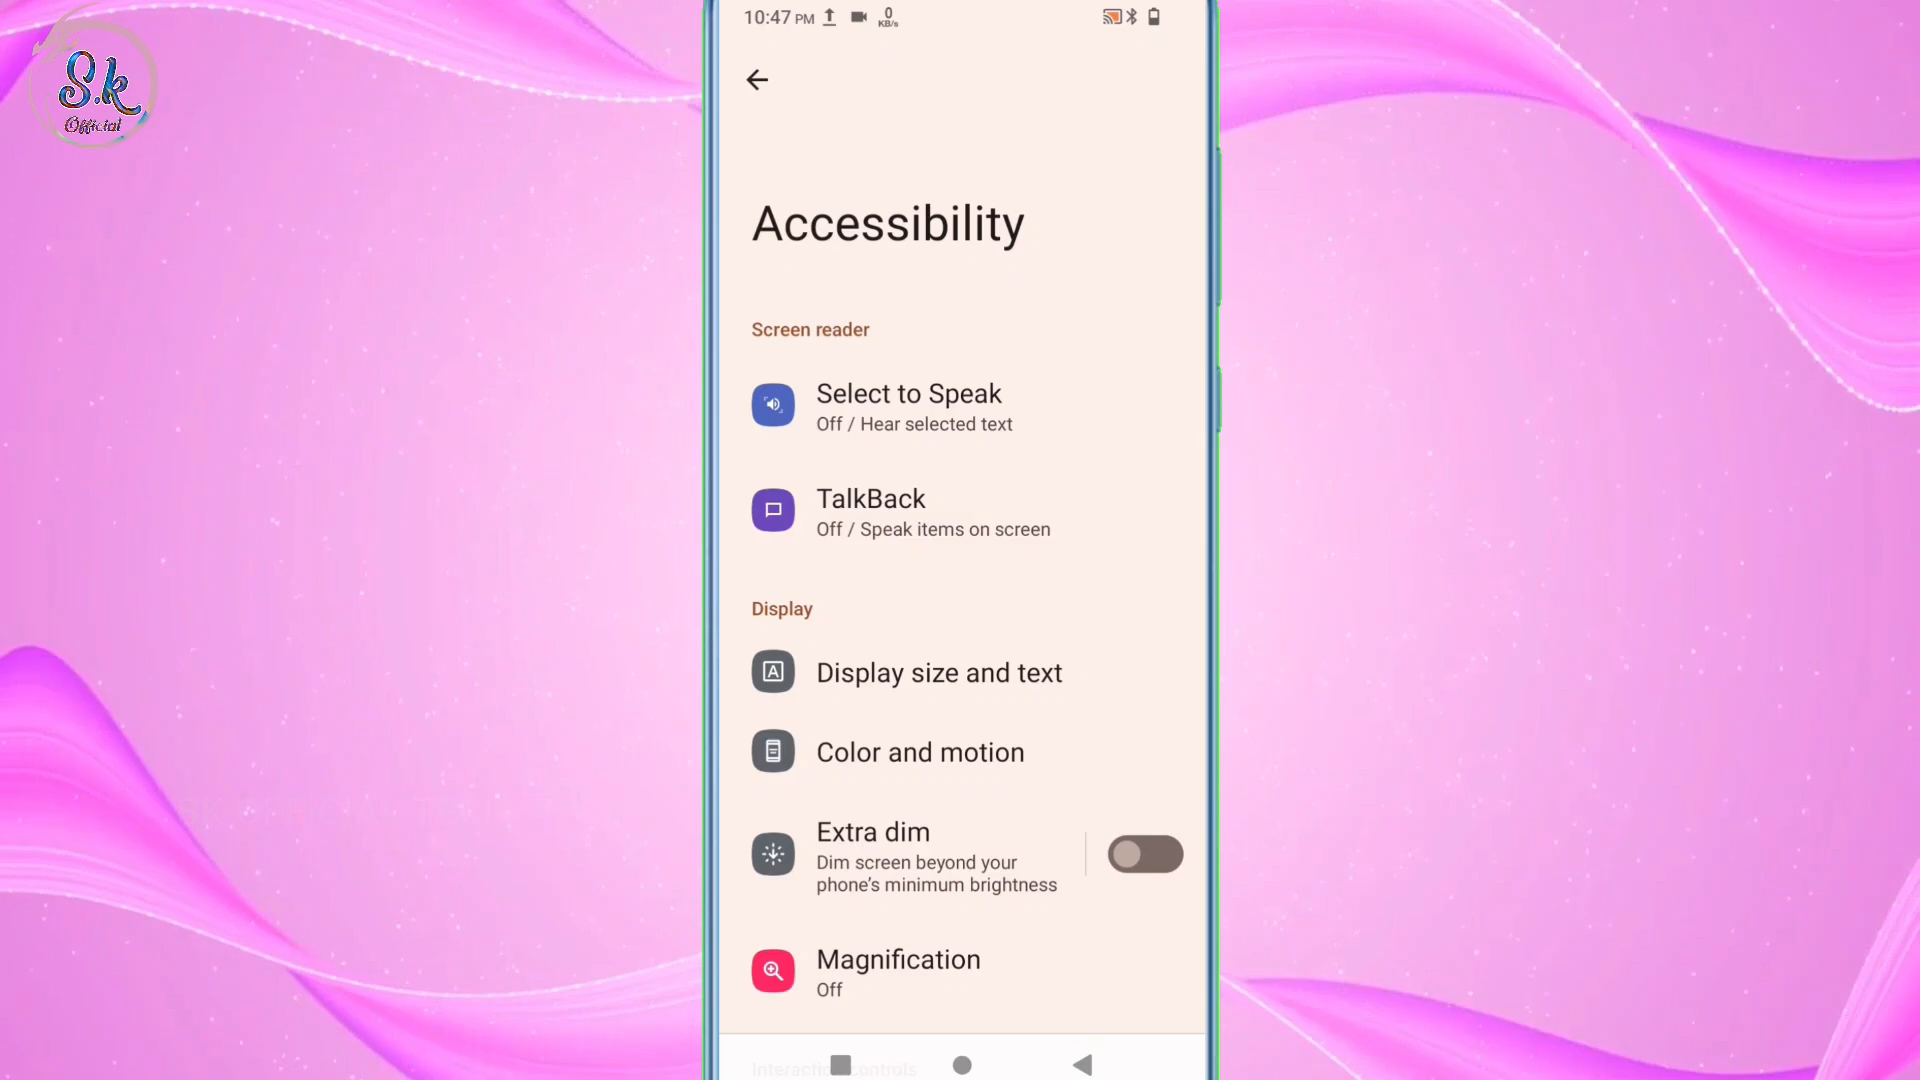 S.k
Official
10:47 PM
0
KB/s
Accessibility
Screen reader
Select to Speak
Off / Hear selected text
TalkBack
Off / Speak items on screen
Display
Display size and text
Color and motion
Extra dim
Dim screen beyond your
phone’s minimum brightness
Magnification
Off
Interaction controls